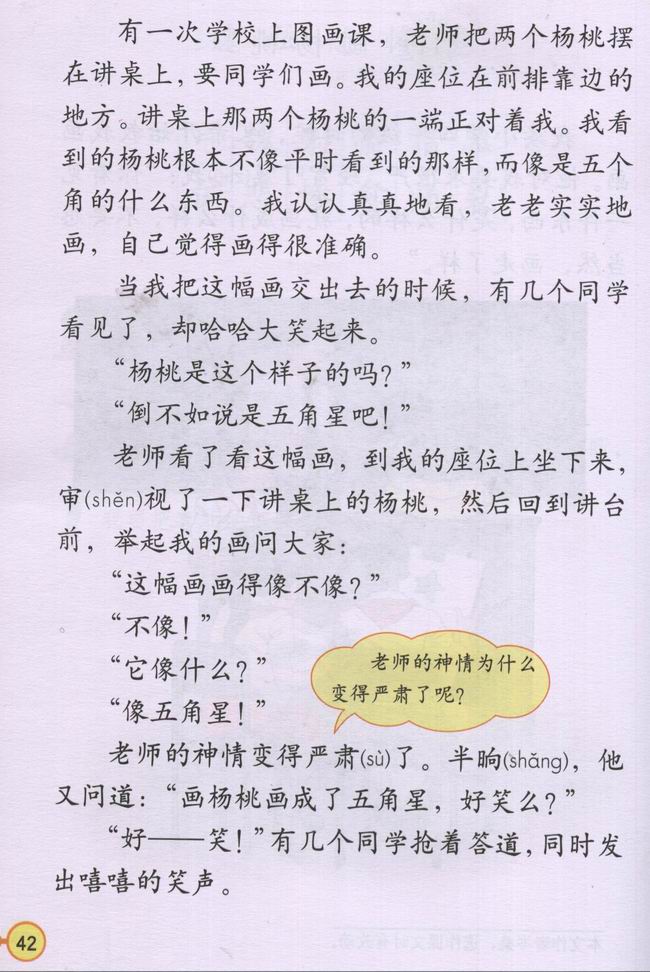 有一次学校上图画课，老师把两个杨桃摆
在讲桌上，要同学们画。我的座位在前排靠边的
地方。讲桌上那两个杨桃的一端正对着我。我看
到的杨桃根本不像平时看到的那样，而像是五个
角的什么东西。我认认真真地看，老老实实地
画，自己觉得画得很准确。
当我把这幅画交出去的时候，有几个同学
看见了，却哈哈大笑起来。
“杨桃是这个样子的吗？”
“倒不如说是五角星吧！”
老师看了看这幅画，到我的座位上坐下来，
审(shěn)视了一下讲桌上的杨桃，然后回到讲台
前，举起我的画问大家：
“这幅画画得像不像？”
“不像！”
“它像什么？”
“像五角星！”
老师的神情为什么
变得严肃了呢？
老师的神情变得严肃(sù)了。半晌(shǎng)，他
又问道：“画杨桃画成了五角星，好笑么？”
“好——笑！”有几个同学抢着答道，同时发
出嘻嘻的笑声。
42